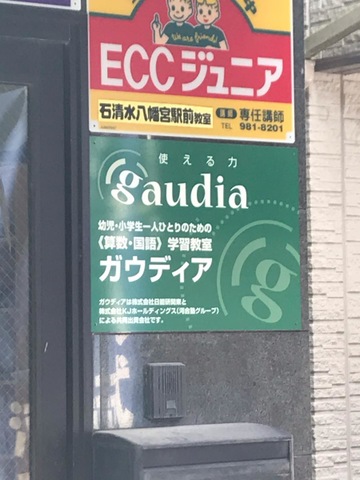 We are friends!
ECCジュニア
石清水八幡宮駅前教室
講師 専任講師
TEL 981-8201
使える力
gaudia
幼児・小学生一人ひとりのための
《算数・国語》学習教室
ガウディア
g
ガウディアは株式会社日能研関東と
株式会社KJホールディングス(河合塾グループ)
による共同出資会社です。